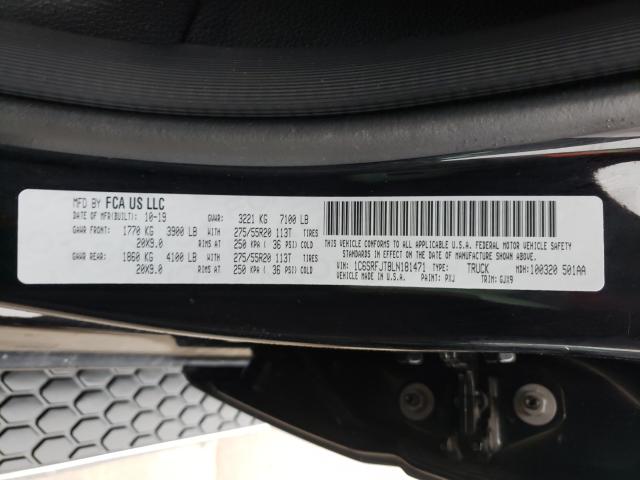 MFD BY FCA US LLC
DATE OF MFR(BUILT): 10-19 GVWR: 3221 KG 7100 LB
GAWR FRONT: 1770 KG 3900 LB WITH 275/55R20 113T TIRES
20X9.0 RIMS AT 250 KPA ( 36 PSI) COLD
GAWR REAR: 1860 KG 4100 LB WITH 275/55R20 113T TIRES
20X9.0 RIMS AT 250 KPA ( 36 PSI) COLD
THIS VEHICLE CONFORMS TO ALL APPLICABLE U.S.A. FEDERAL MOTOR VEHICLE SAFETY
STANDARDS IN EFFECT ON THE DATE OF MANUFACTURE SHOWN ABOVE.
VIN: 1C6SRFJT8LN181471 TYPE: TRUCK MDH: 100320 501AA
VEHICLE MADE IN U.S.A. PAINT: PXJ TRIM: GJX9